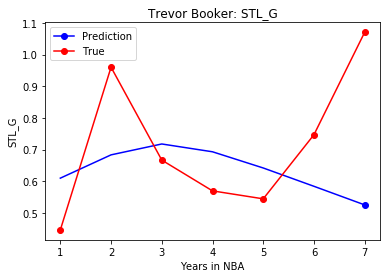 Trevor Booker: STL_G
Prediction
True
STL_G
1.1
1.0
0.9
0.8
0.7
0.6
0.5
1 2 3 4 5 6 7
Years in NBA